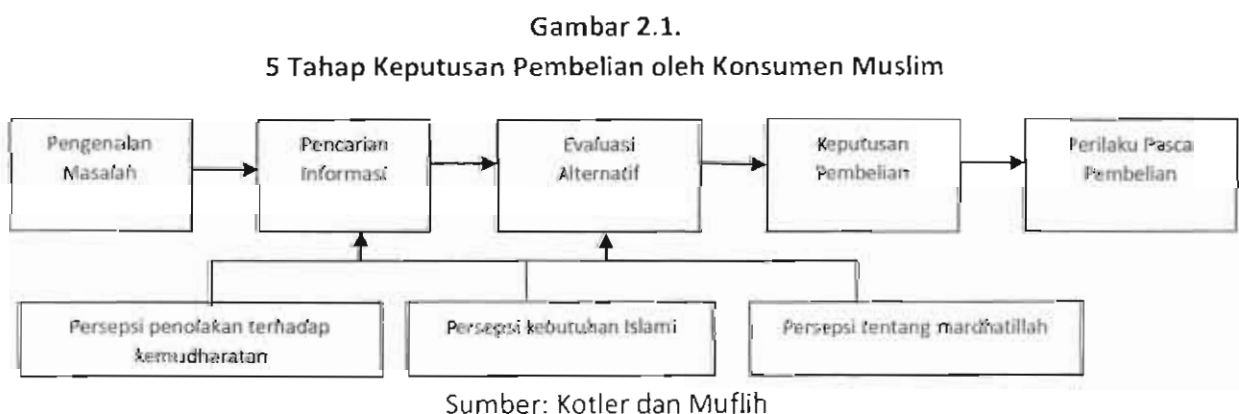 Gambar 2.1.
5 Tahap Keputusan Pembelian oleh Konsumen Muslim
Pengenalan
Masalah
Pencarian
Informasi
Evaluasi
Alternatif
Keputusan
Pembelian
Perilaku Pasca
Pembelian
Persepsi penolakan terhadap
kemudharatan
Persepsi kebutuhan Islami
Persepsi tentang mardhatillah
Sumber: Kotler dan Muflih